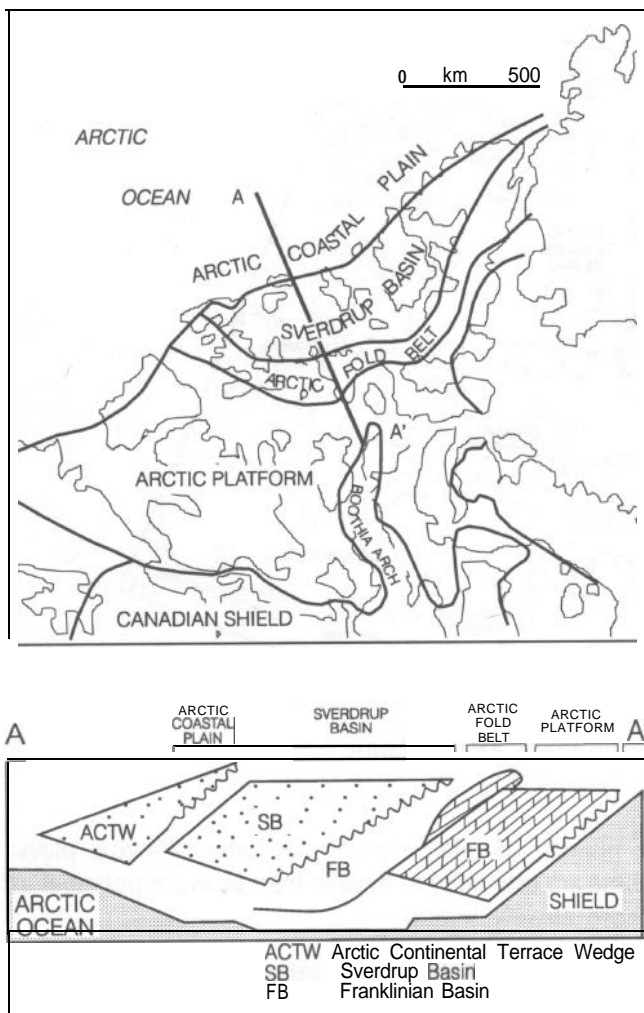 0 km 500
ARCTIC
OCEAN
A
ARCTIC COASTAL PLAIN
SVERDRUP BASIN
ARCTIC FOLD BELT
A'
ARCTIC PLATFORM
BOOTHIA ARCH
CANADIAN SHIELD
A
ARCTIC
COASTAL
PLAIN
SVERDRUP
BASIN
ARCTIC
FOLD
BELT
ARCTIC
PLATFORM
A
ACTW
SB
FB
FB
ARCTIC
OCEAN
SHIELD
ACTW Arctic Continental Terrace Wedge
SB Sverdrup Basin
FB Franklinian Basin